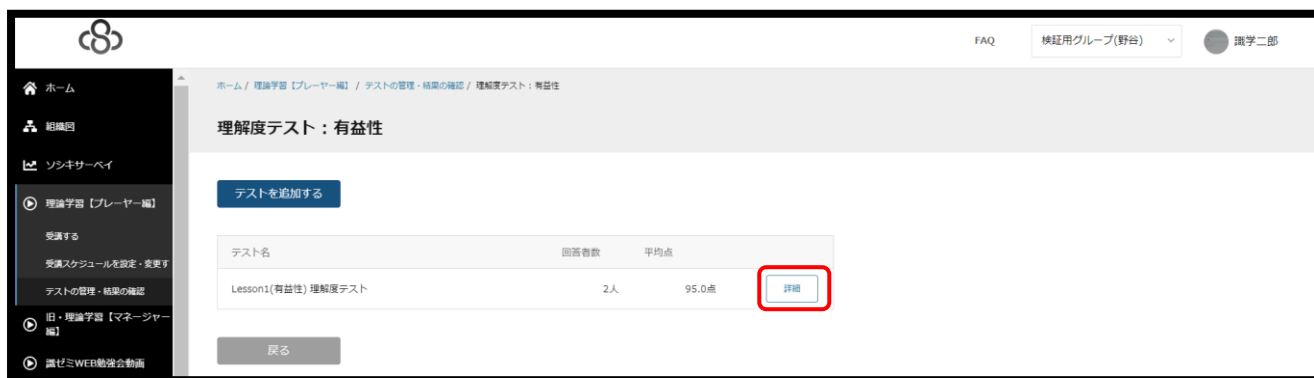 FAQ
検証用グループ(野谷)
識学二郎
ホーム
組織図
ソシキサーベイ
理論学習【プレーヤー編】
受講する
受講スケジュールを設定・変更す
テストの管理・結果の確認
旧・理論学習【マネージャー
編】
識ゼミWEB勉強会動画
ホーム / 理論学習【プレーヤー編】 / テストの管理・結果の確認 / 理解度テスト：有益性
理解度テスト：有益性
テストを追加する
テスト名 回答者数 平均点
Lesson1(有益性) 理解度テスト 2人 95.0点 詳細
戻る